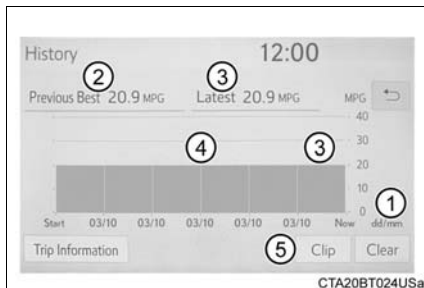 History 12:00
② ③
Previous Best 20.9 MPG Latest 20.9 MPG MPG
40
④ ③ 30
20
10 ①
0
Start 03/10 03/10 03/10 03/10 03/10 Now dd/mm
Trip Information ⑤ Clip Clear
CTA20BT024USa